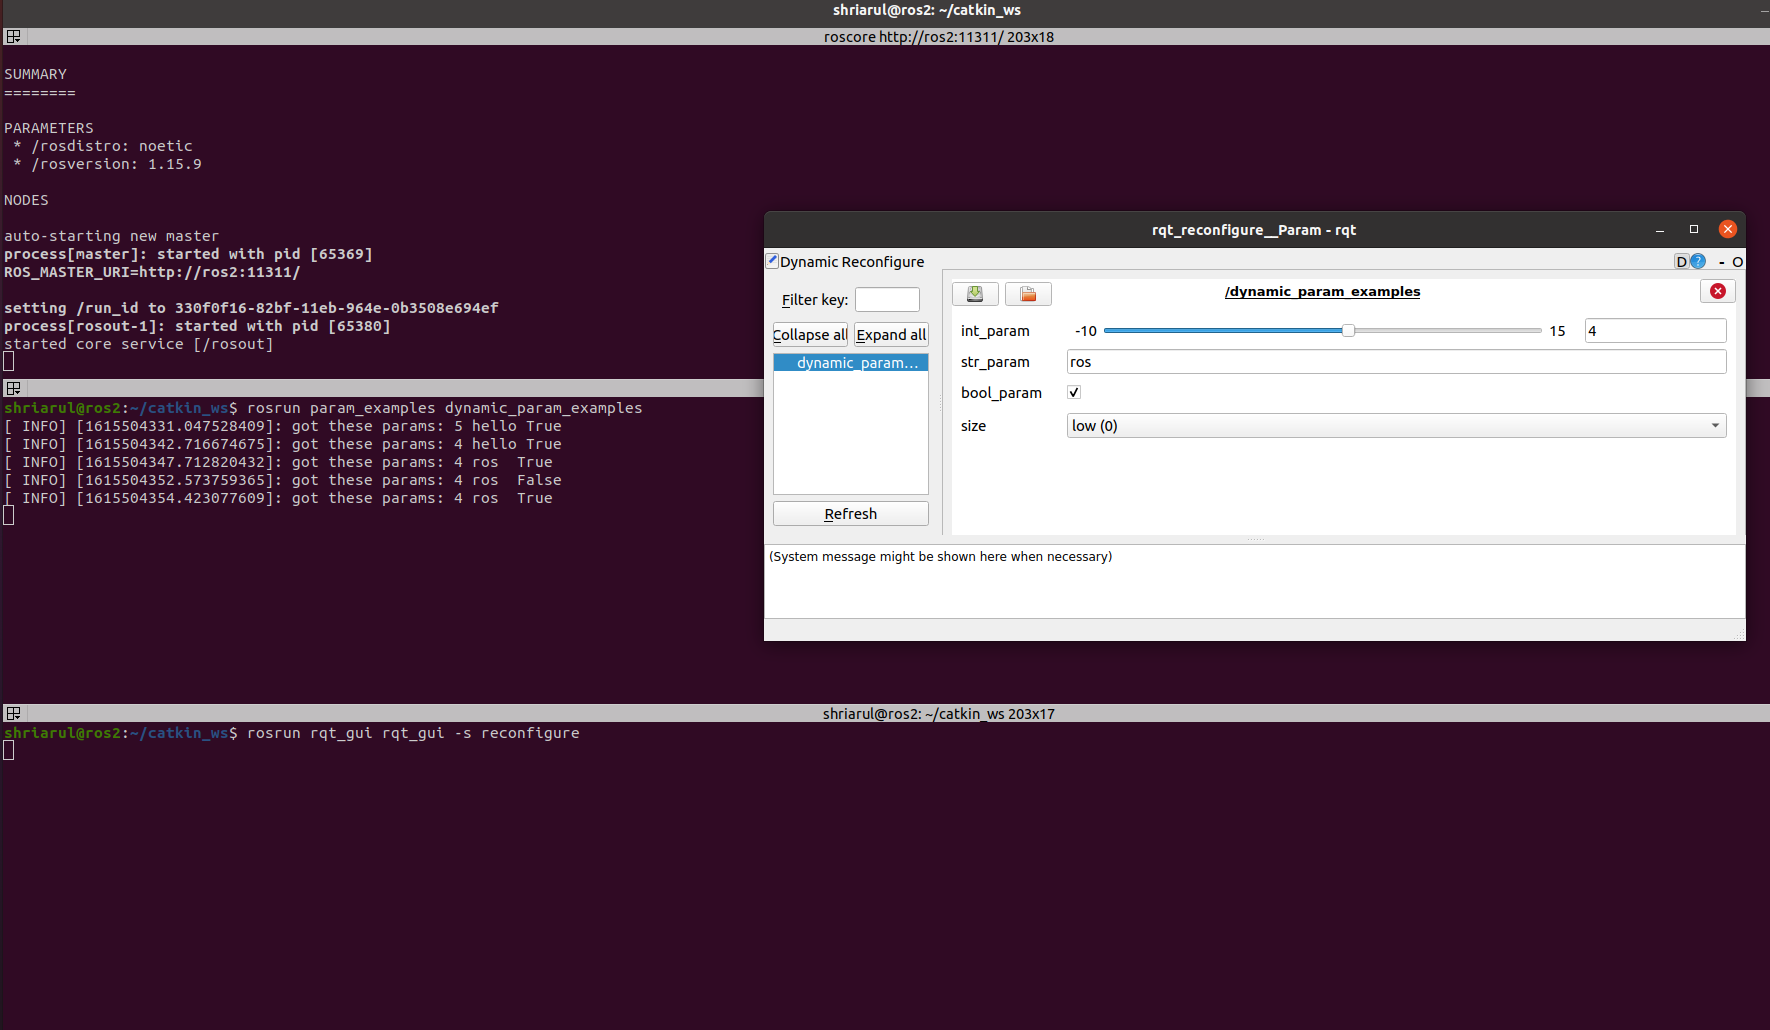 shriarul@ros2: ~/catkin_ws
roscore http://ros2:11311/ 203x18
SUMMARY
========
PARAMETERS
 * /rosdistro: noetic
 * /rosversion: 1.15.9
NODES
auto-starting new master
process[master]: started with pid [65369]
ROS_MASTER_URI=http://ros2:11311/
setting /run_id to 330f0f16-82bf-11eb-964e-0b3508e694ef
process[rosout-1]: started with pid [65380]
started core service [/rosout]
shriarul@ros2:~/catkin_ws$ rosrun param_examples dynamic_param_examples
[ INFO] [1615504331.047528409]: got these params: 5 hello True
[ INFO] [1615504342.716674675]: got these params: 4 hello True
[ INFO] [1615504347.712820432]: got these params: 4 ros  True
[ INFO] [1615504352.573759365]: got these params: 4 ros  False
[ INFO] [1615504354.423077609]: got these params: 4 ros  True
rqt_reconfigure__Param - rqt
Dynamic Reconfigure
D ? - O
Filter key:
Collapse all Expand all
dynamic_param...
Refresh
/dynamic_param_examples
int_param -10 15 4
str_param ros
bool_param
size low (0)
(System message might be shown here when necessary)
shriarul@ros2: ~/catkin_ws 203x17
shriarul@ros2:~/catkin_ws$ rosrun rqt_gui rqt_gui -s reconfigure